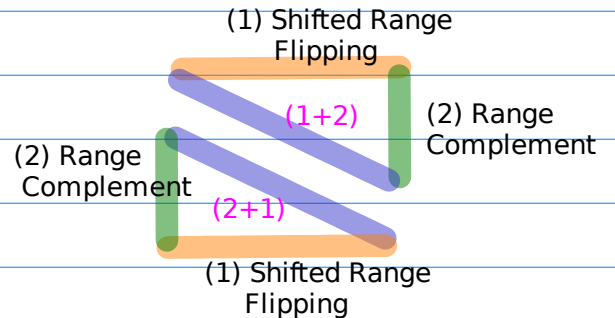 (1) Shifted Range
Flipping
(1+2)
(2) Range
Complement
(2) Range
Complement
(2+1)
(1) Shifted Range
Flipping